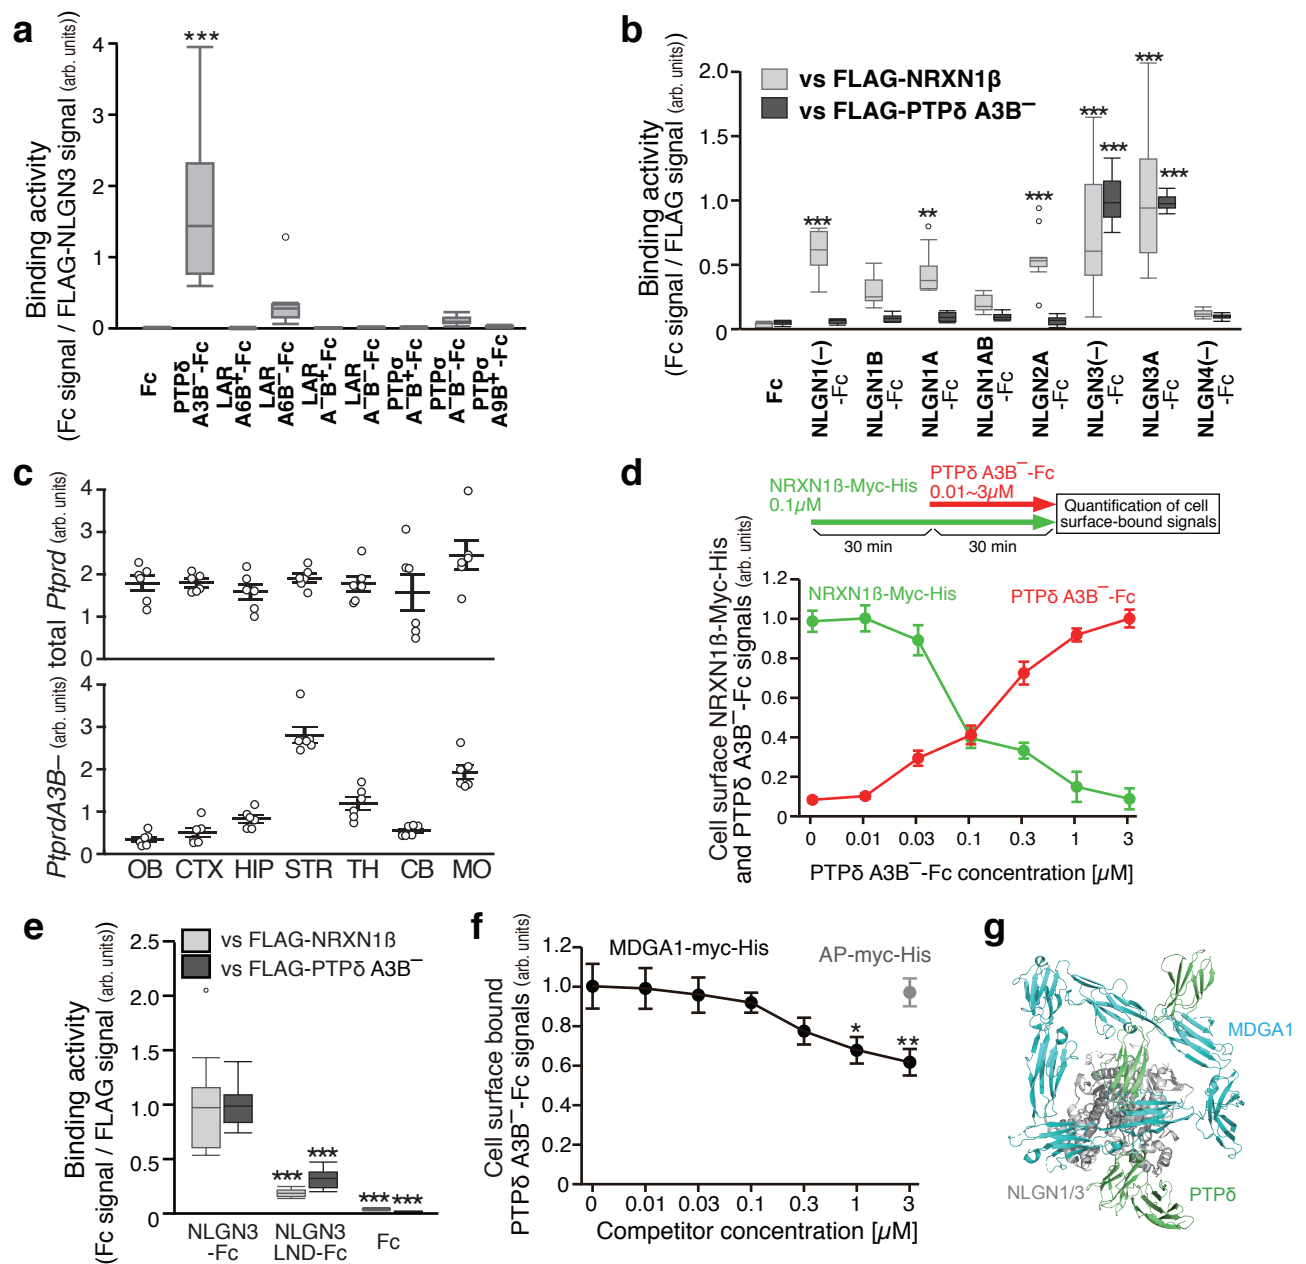 a
Binding activity
(Fc signal / FLAG-NLGN3 signal (arb. units))
4
3
2
1
0
***
Fc
PTPδ
A3B⁻-Fc
LAR
A6B⁺-Fc
LAR
A6B⁻-Fc
LAR
A⁻B⁺-Fc
LAR
A⁻B⁻-Fc
PTPσ
A⁻B⁺-Fc
PTPσ
A⁻B⁻-Fc
PTPσ
A9B⁺-Fc
b
Binding activity
(Fc signal / FLAG signal (arb. units))
2.0
1.5
1.0
0.5
0
vs FLAG-NRXN1ß
vs FLAG-PTPδ A3B⁻
***
**
***
***
***
***
***
Fc
NLGN1(−)
-Fc
NLGN1B
-Fc
NLGN1A
-Fc
NLGN1AB
-Fc
NLGN2A
-Fc
NLGN3(−)
-Fc
NLGN3A
-Fc
NLGN4(−)
-Fc
c
total Ptprd (arb. units)
4
3
2
1
0
PtprdA3B− (arb. units)
4
3
2
1
0
OB CTX HIP STR TH CB MO
d
NRXN1ß-Myc-His
0.1µM
PTPδ A3B⁻-Fc
0.01~3µM
Quantification of cell
surface-bound signals
30 min
30 min
Cell surface NRXN1ß-Myc-His
and PTPδ A3B⁻-Fc signals (arb. units)
1.2
1.0
0.8
0.6
0.4
0.2
0
NRXN1ß-Myc-His
PTPδ A3B⁻-Fc
0 0.01 0.03 0.1 0.3 1 3
PTPδ A3B⁻-Fc concentration [µM]
e
Binding activity
(Fc signal / FLAG signal (arb. units))
2.5
2.0
1.5
1.0
0.5
0
vs FLAG-NRXN1ß
vs FLAG-PTPδ A3B⁻
***
***
***
***
NLGN3
-Fc
NLGN3
LND-Fc
Fc
f
Cell surface bound
PTPδ A3B⁻-Fc signals (arb. units)
1.2
1.0
0.8
0.6
0.4
0.2
0
MDGA1-myc-His
AP-myc-His
*
**
0 0.01 0.03 0.1 0.3 1 3
Competitor concentration [µM]
g
MDGA1
NLGN1/3
PTPδ